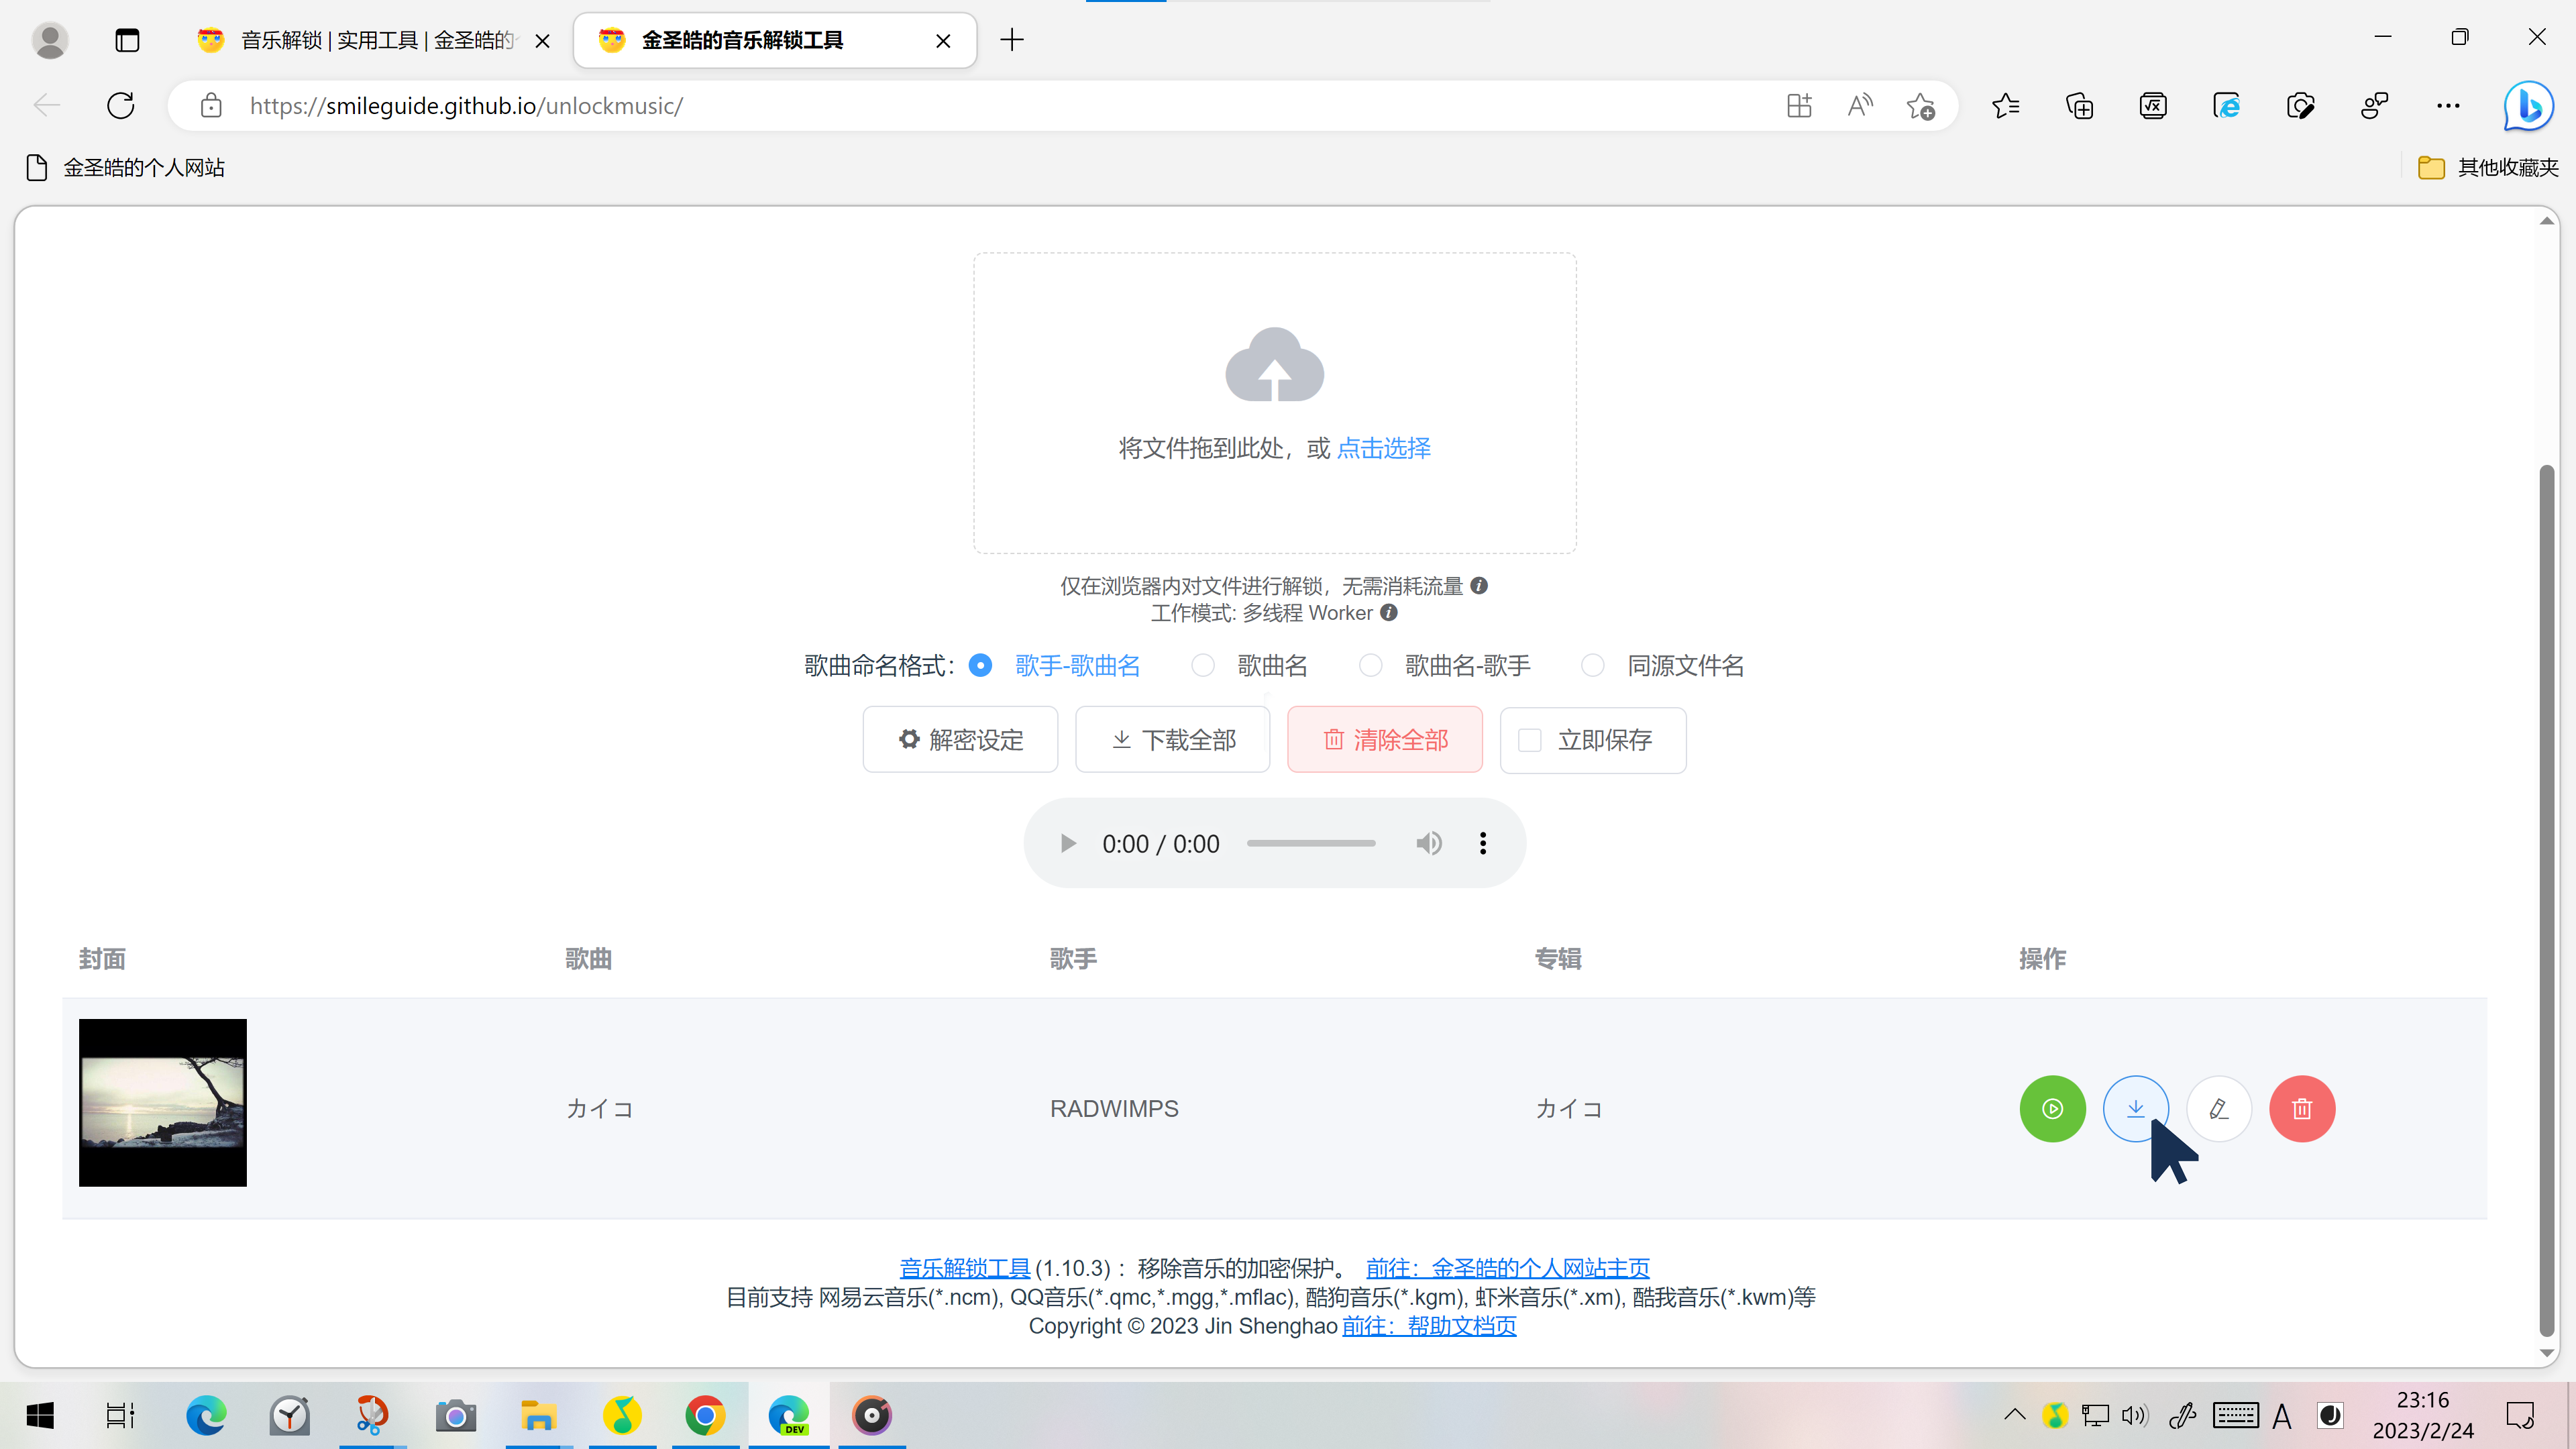 音乐解锁 | 实用工具 | 金圣皓的
金圣皓的音乐解锁工具
https://smileguide.github.io/unlockmusic/
金圣皓的个人网站
其他收藏夹
将文件拖到此处，或 点击选择
仅在浏览器内对文件进行解锁，无需消耗流量
工作模式: 多线程 Worker
歌曲命名格式： 歌手-歌曲名 歌曲名 歌曲名-歌手 同源文件名
解密设定 下载全部 清除全部 立即保存
0:00 / 0:00
封面 歌曲 歌手 专辑 操作
カイコ RADWIMPS カイコ
音乐解锁工具 (1.10.3)： 移除音乐的加密保护。 前往：金圣皓的个人网站主页
目前支持 网易云音乐(*.ncm), QQ音乐(*.qmc,*.mgg,*.mflac), 酷狗音乐(*.kgm), 虾米音乐(*.xm), 酷我音乐(*.kwm)等
Copyright © 2023 Jin Shenghao 前往：帮助文档页
DEV
A
23:16
2023/2/24